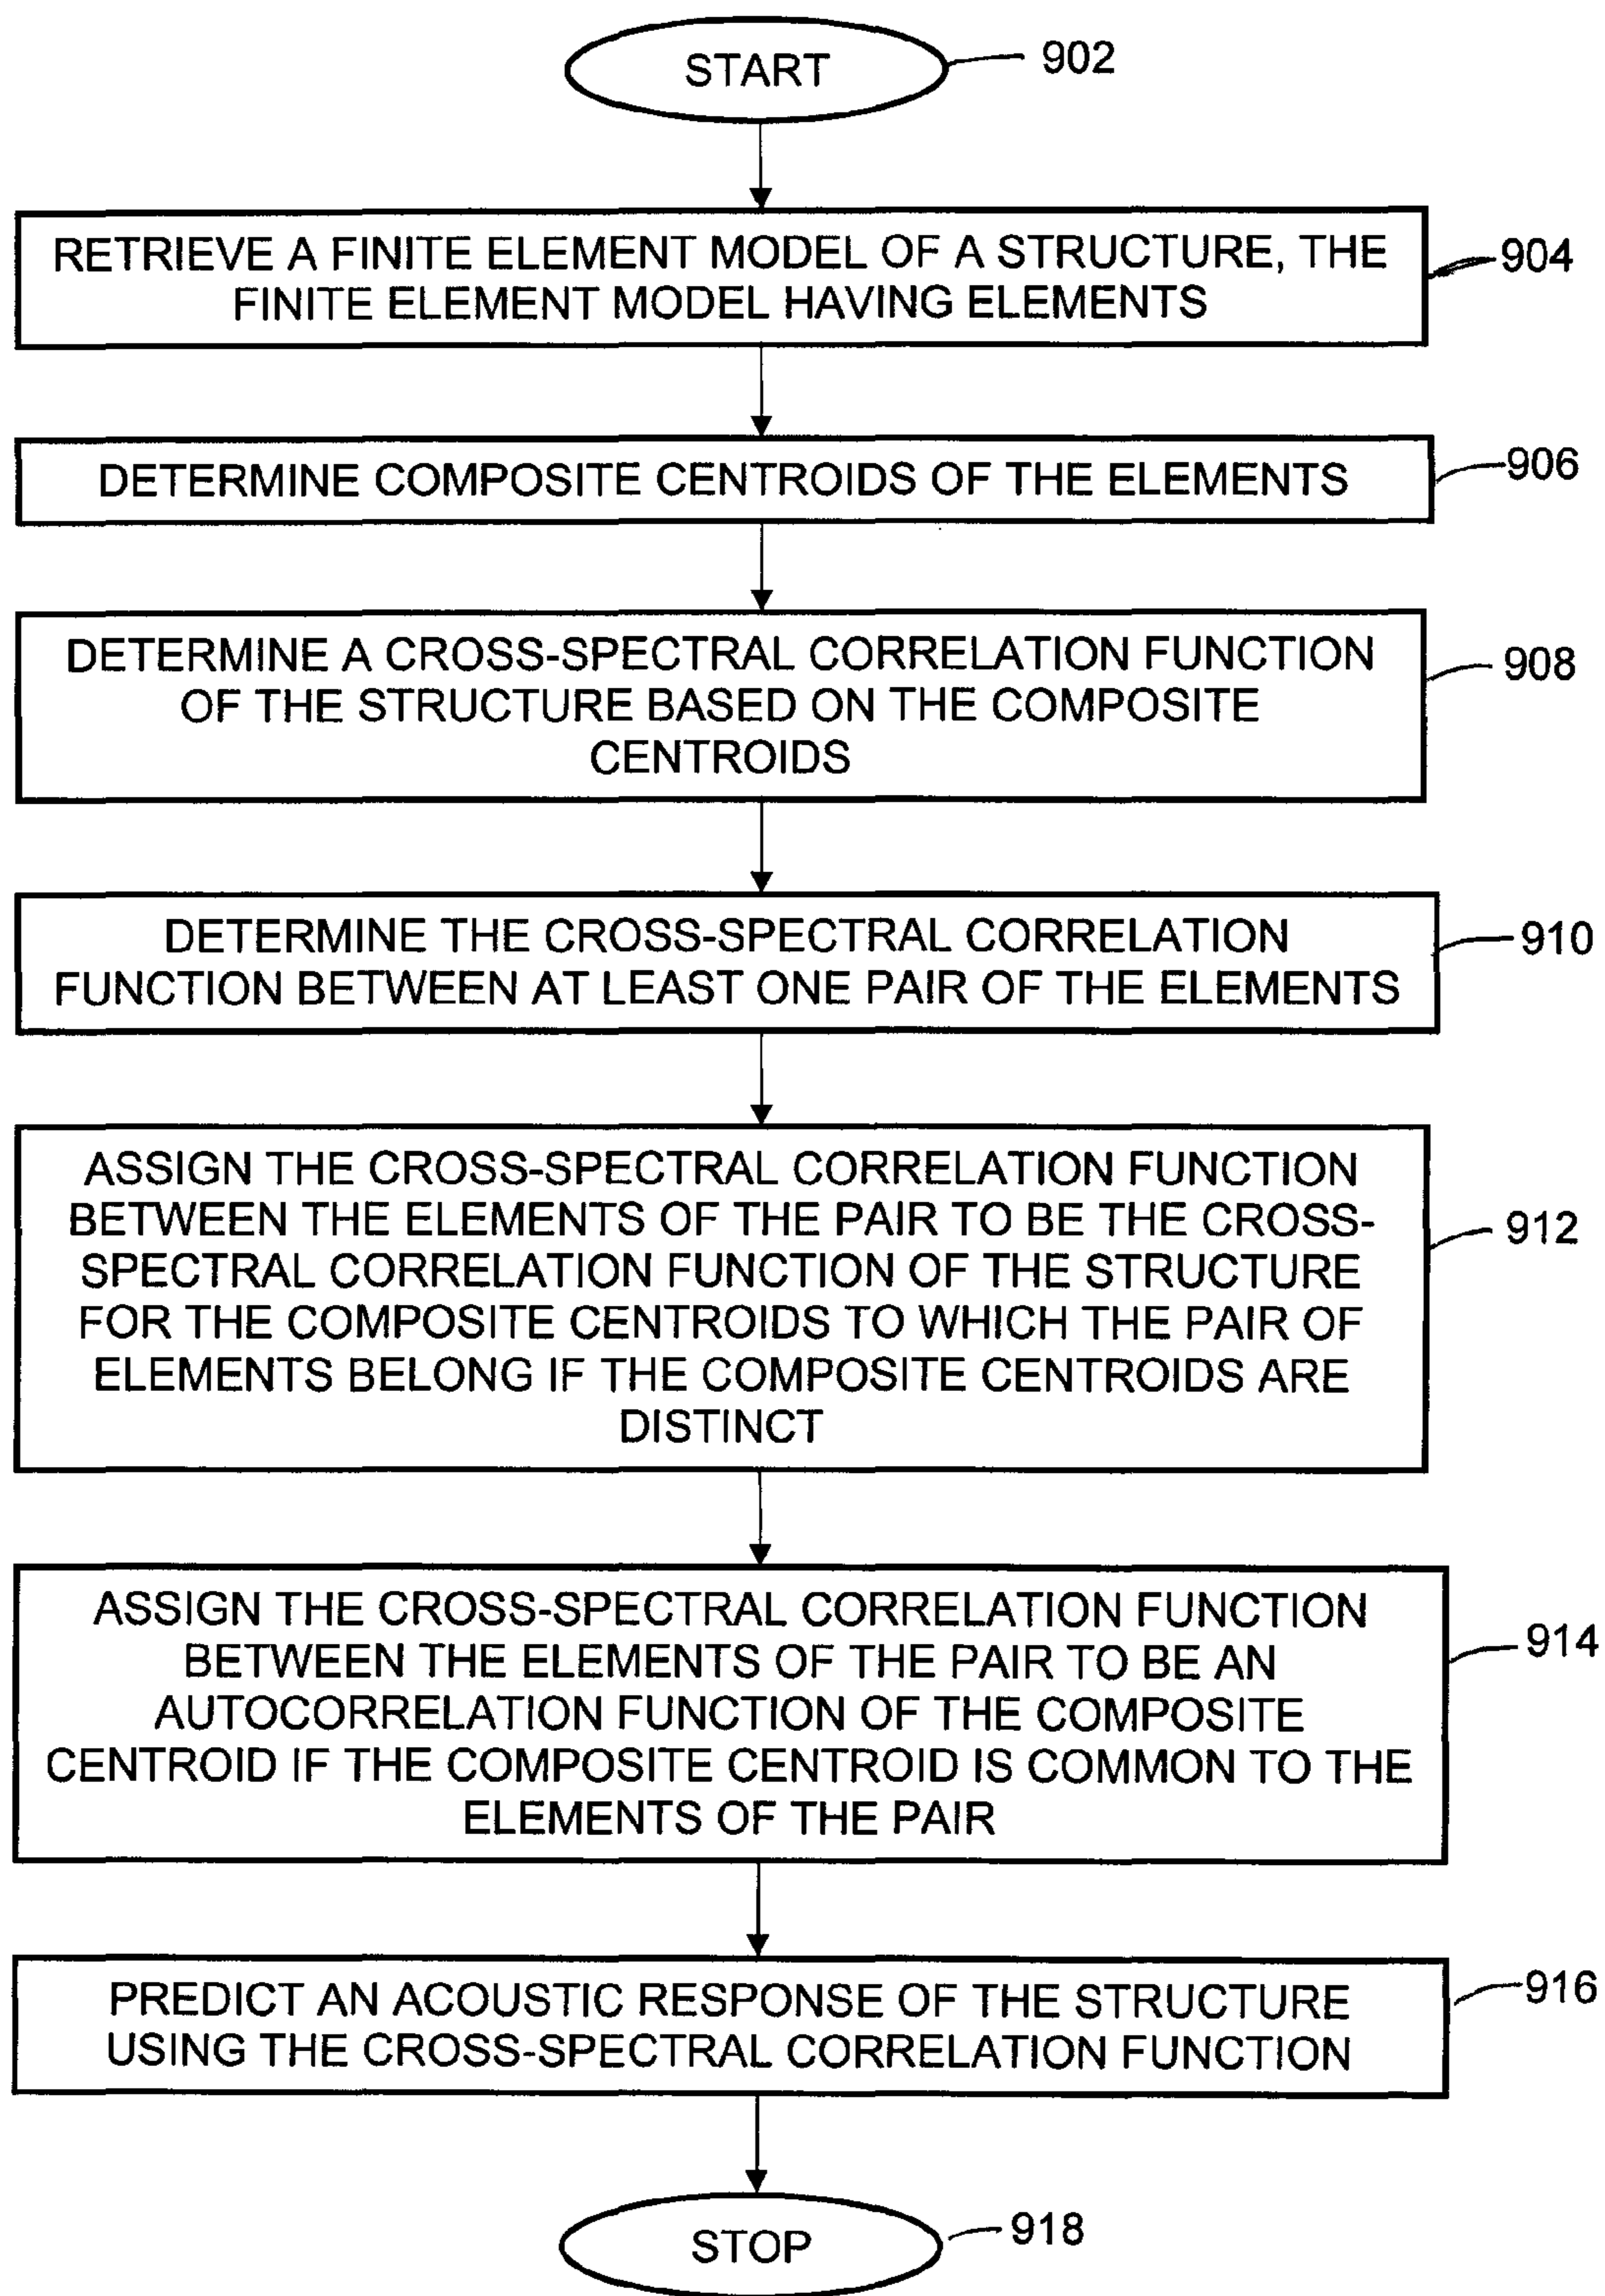 START
902
RETRIEVE A FINITE ELEMENT MODEL OF A STRUCTURE, THE
FINITE ELEMENT MODEL HAVING ELEMENTS
904
DETERMINE COMPOSITE CENTROIDS OF THE ELEMENTS
906
DETERMINE A CROSS-SPECTRAL CORRELATION FUNCTION
OF THE STRUCTURE BASED ON THE COMPOSITE
CENTROIDS
908
DETERMINE THE CROSS-SPECTRAL CORRELATION
FUNCTION BETWEEN AT LEAST ONE PAIR OF THE ELEMENTS
910
ASSIGN THE CROSS-SPECTRAL CORRELATION FUNCTION
BETWEEN THE ELEMENTS OF THE PAIR TO BE THE CROSS-
SPECTRAL CORRELATION FUNCTION OF THE STRUCTURE
FOR THE COMPOSITE CENTROIDS TO WHICH THE PAIR OF
ELEMENTS BELONG IF THE COMPOSITE CENTROIDS ARE
DISTINCT
912
ASSIGN THE CROSS-SPECTRAL CORRELATION FUNCTION
BETWEEN THE ELEMENTS OF THE PAIR TO BE AN
AUTOCORRELATION FUNCTION OF THE COMPOSITE
CENTROID IF THE COMPOSITE CENTROID IS COMMON TO THE
ELEMENTS OF THE PAIR
914
PREDICT AN ACOUSTIC RESPONSE OF THE STRUCTURE
USING THE CROSS-SPECTRAL CORRELATION FUNCTION
916
STOP
918